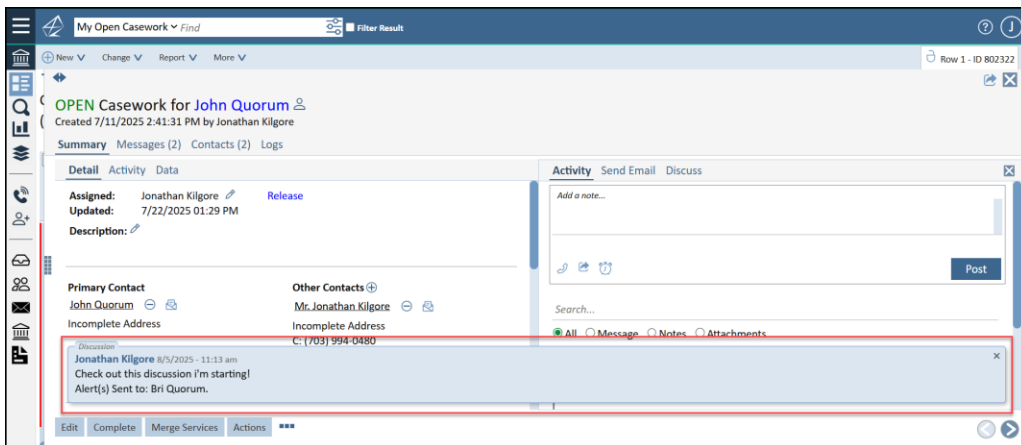 My Open Casework Find Filter Result ? J
New Change Report More Row 1 - ID 802322
OPEN Casework for John Quorum
Created 7/11/2025 2:41:31 PM by Jonathan Kilgore
Summary Messages (2) Contacts (2) Logs
Detail Activity Data
Assigned: Jonathan Kilgore Release
Updated: 7/22/2025 01:29 PM
Description:
Primary Contact
John Quorum
Incomplete Address
Other Contacts
Mr. Jonathan Kilgore
Incomplete Address
C: (703) 994-0480
Activity Send Email Discuss
Add a note...
Post
Search...
All Message Notes Attachments
Discussion
Jonathan Kilgore 8/5/2025 - 11:13 am
Check out this discussion i'm starting!
Alert(s) Sent to: Bri Quorum.
Edit Complete Merge Services Actions